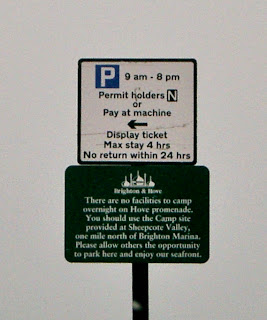 P 9 am - 8 pm
Permit holders N
or
Pay at machine
Display ticket
Max stay 4 hrs
No return within 24 hrs
Brighton & Hove
There are no facilities to camp
overnight on Hove promenade.
You should use the Camp site
provided at Sheepcote Valley,
one mile north of Brighton Marina.
Please allow others the opportunity
to park here and enjoy our seafront.